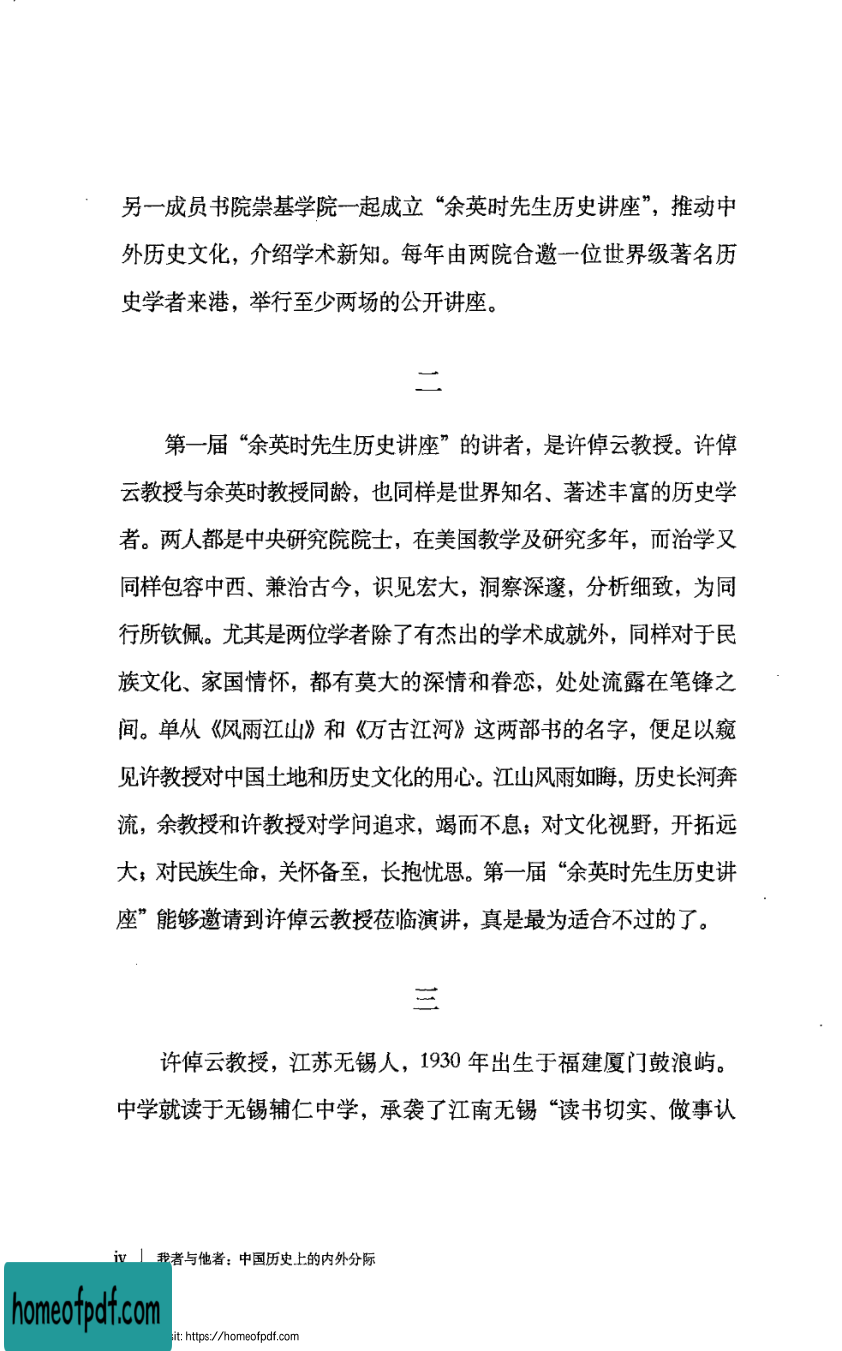 另一成员书院崇基学院一起成立“余英时先生历史讲座”，推动中
外历史文化，介绍学术新知。每年由两院合邀一位世界级著名历
史学者来港，举行至少两场的公开讲座。
二
第一届“余英时先生历史讲座”的讲者，是许倬云教授。许倬
云教授与余英时教授同龄，也同样是世界知名、著述丰富的历史学
者。两人都是中央研究院院士，在美国教学及研究多年，而治学又
同样包容中西、兼治古今，识见宏大，洞察深邃，分析细致，为同
行所钦佩。尤其是两位学者除了有杰出的学术成就外，同样对于民
族文化、家国情怀，都有莫大的深情和眷恋，处处流露在笔锋之
间。单从《风雨江山》和《万古江河》这两部书的名字，便足以窥
见许教授对中国土地和历史文化的用心。江山风雨如晦，历史长河奔
流，余教授和许教授对学问追求，竭而不息；对文化视野，开拓远
大；对民族生命，关怀备至，长抱忧思。第一届“余英时先生历史讲
座”能够邀请到许倬云教授莅临演讲，真是最为适合不过的了。
三
许倬云教授，江苏无锡人，1930 年出生于福建厦门鼓浪屿。
中学就读于无锡辅仁中学，承袭了江南无锡“读书切实、做事认
iv | 我者与他者：中国历史上的内外分际
homeofpdf.com
sit: https://homeofpdf.com